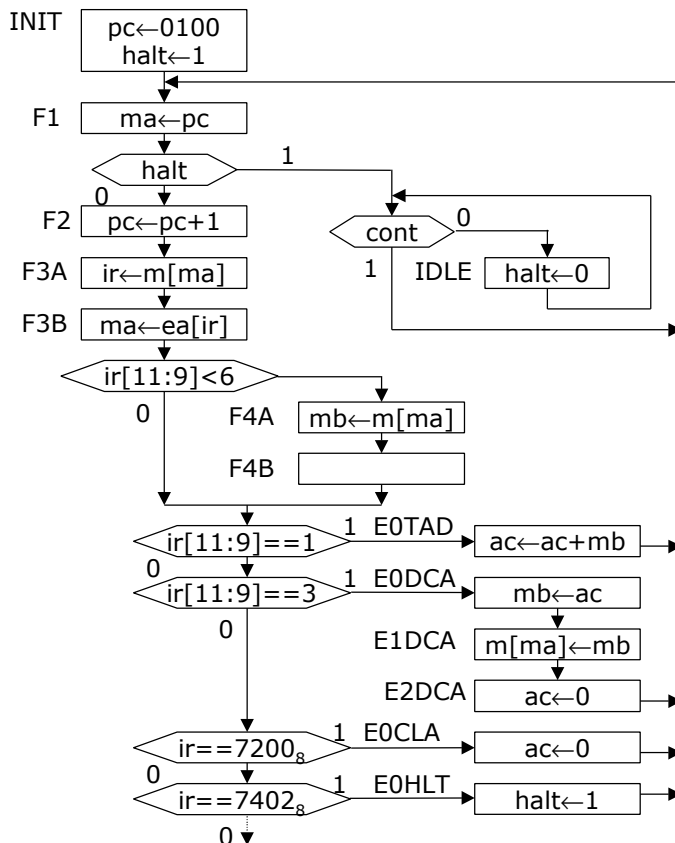 INIT
pc←0100
halt←1
F1
ma←pc
halt
1
0
F2
pc←pc+1
cont
0
1
F3A
ir←m[ma]
IDLE
halt←0
F3B
ma←ea[ir]
ir[11:9]<6
0
F4A
mb←m[ma]
F4B
ir[11:9]==1
1
E0TAD
ac←ac+mb
0
ir[11:9]==3
1
E0DCA
mb←ac
0
E1DCA
m[ma]←mb
E2DCA
ac←0
ir==7200₈
1
E0CLA
ac←0
0
ir==7402₈
1
E0HLT
halt←1
0